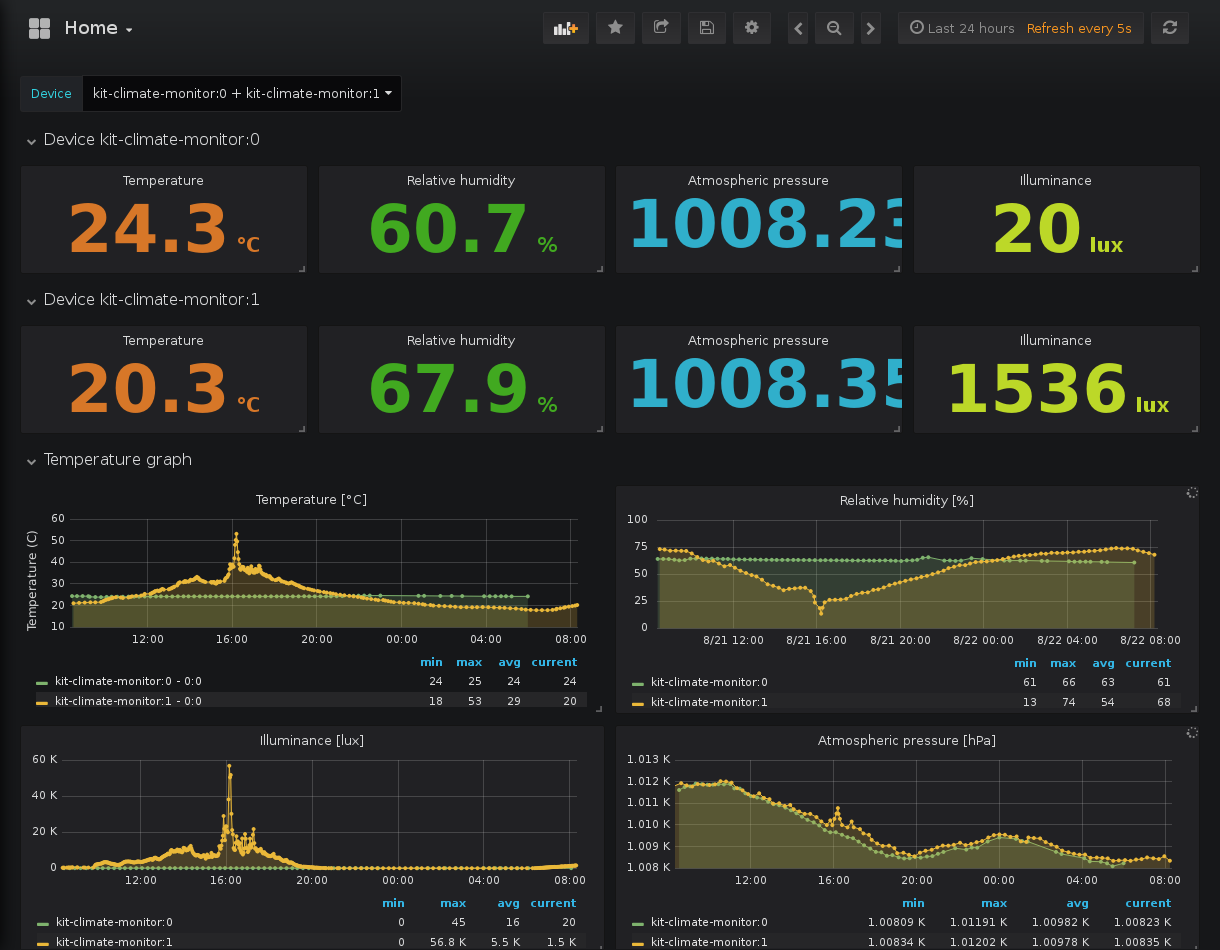 Home
Last 24 hours Refresh every 5s
Device kit-climate-monitor:0 + kit-climate-monitor:1
Device kit-climate-monitor:0
Temperature Relative humidity Atmospheric pressure Illuminance
24.3 °C 60.7 % 1008.23 20 lux
Device kit-climate-monitor:1
Temperature Relative humidity Atmospheric pressure Illuminance
20.3 °C 67.9 % 1008.35 1536 lux
Temperature graph
Temperature [°C]
Temperature (C)
60
50
40
30
20
10
12:00 16:00 20:00 00:00 04:00 08:00
min max avg current
kit-climate-monitor:0 - 0:0 24 25 24 24
kit-climate-monitor:1 - 0:0 18 53 29 20
Relative humidity [%]
100
75
50
25
0
8/21 12:00 8/21 16:00 8/21 20:00 8/22 00:00 8/22 04:00 8/22 08:00
min max avg current
kit-climate-monitor:0 61 66 63 61
kit-climate-monitor:1 13 74 54 68
Illuminance [lux]
60 K
40 K
20 K
0
12:00 16:00 20:00 00:00 04:00 08:00
min max avg current
kit-climate-monitor:0 0 45 16 20
kit-climate-monitor:1 0 56.8 K 5.5 K 1.5 K
Atmospheric pressure [hPa]
1.013 K
1.012 K
1.011 K
1.010 K
1.009 K
1.008 K
12:00 16:00 20:00 00:00 04:00 08:00
min max avg current
kit-climate-monitor:0 1.00809 K 1.01191 K 1.00982 K 1.00823 K
kit-climate-monitor:1 1.00834 K 1.01202 K 1.00978 K 1.00835 K